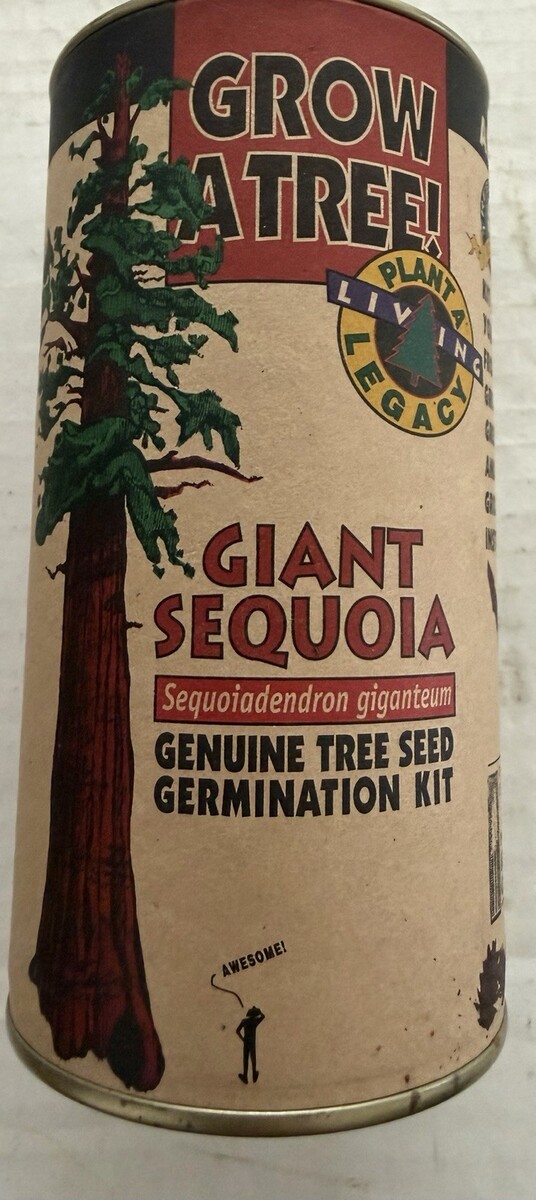 GROW
A TREE!
PLANT A
LIVING
LEGACY
GIANT
SEQUOIA
Sequoiadendron giganteum
GENUINE TREE SEED
GERMINATION KIT
AWESOME!